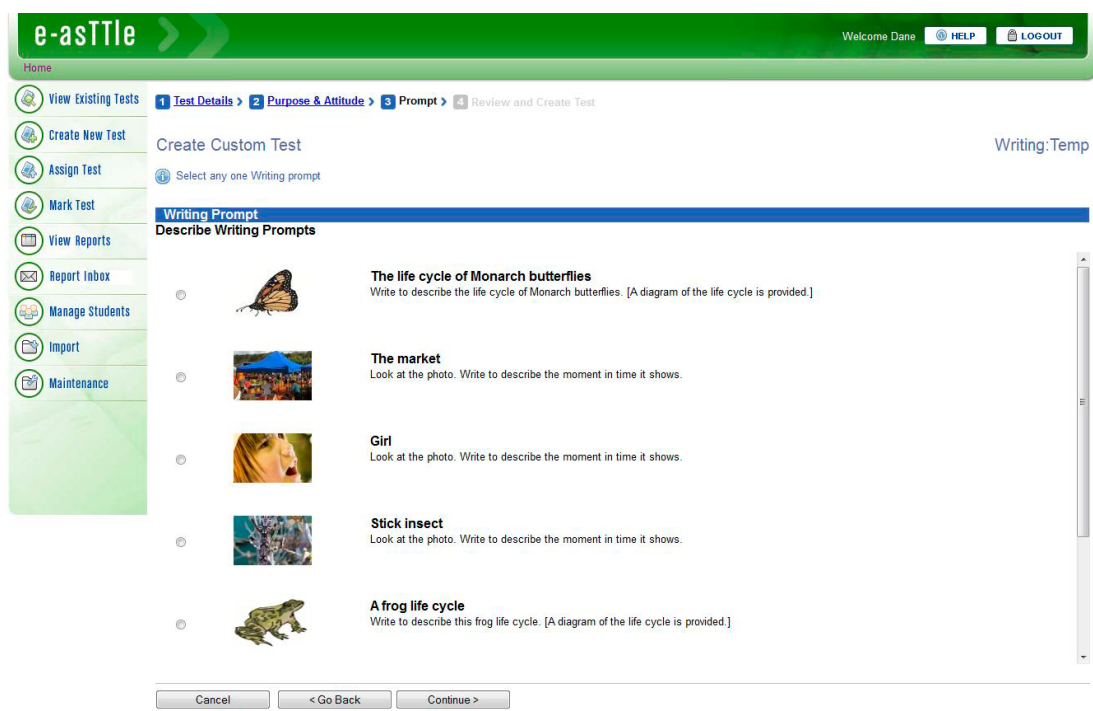 e-asTTle
Welcome Dane HELP LOGOUT
Home
View Existing Tests
Create New Test
Assign Test
Mark Test
View Reports
Report Inbox
Manage Students
Import
Maintenance
1 Test Details > 2 Purpose & Attitude > 3 Prompt > 4 Review and Create Test
Create Custom Test
Writing:Temp
Select any one Writing prompt
Writing Prompt
Describe Writing Prompts
The life cycle of Monarch butterflies
Write to describe the life cycle of Monarch butterflies. [A diagram of the life cycle is provided.]
The market
Look at the photo. Write to describe the moment in time it shows.
Girl
Look at the photo. Write to describe the moment in time it shows.
Stick insect
Look at the photo. Write to describe the moment in time it shows.
A frog life cycle
Write to describe this frog life cycle. [A diagram of the life cycle is provided.]
Cancel
< Go Back
Continue >